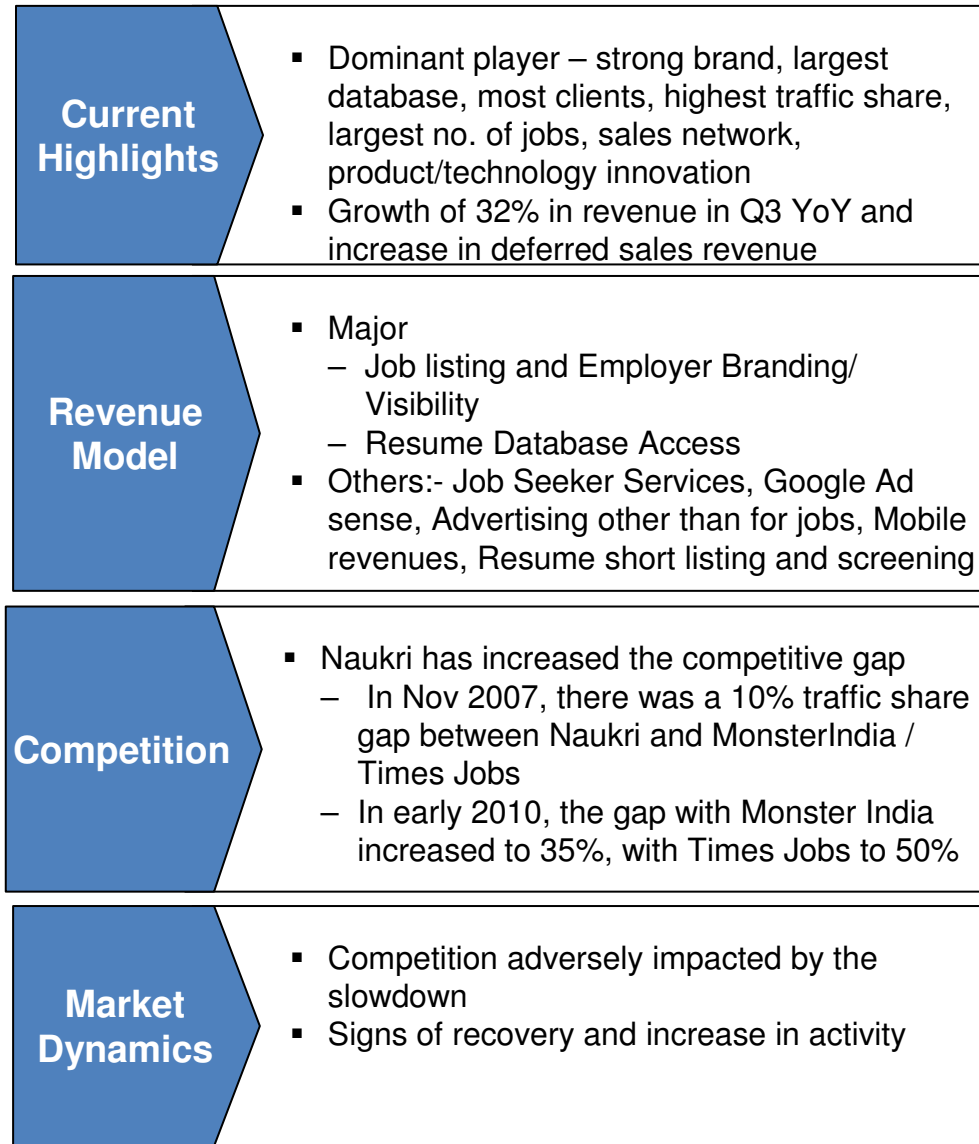 Current
Highlights
▪ Dominant player – strong brand, largest
database, most clients, highest traffic share,
largest no. of jobs, sales network,
product/technology innovation
▪ Growth of 32% in revenue in Q3 YoY and
increase in deferred sales revenue
Revenue
Model
▪ Major
– Job listing and Employer Branding/
Visibility
– Resume Database Access
▪ Others:- Job Seeker Services, Google Ad
sense, Advertising other than for jobs, Mobile
revenues, Resume short listing and screening
Competition
▪ Naukri has increased the competitive gap
– In Nov 2007, there was a 10% traffic share
gap between Naukri and MonsterIndia /
Times Jobs
– In early 2010, the gap with Monster India
increased to 35%, with Times Jobs to 50%
Market
Dynamics
▪ Competition adversely impacted by the
slowdown
▪ Signs of recovery and increase in activity